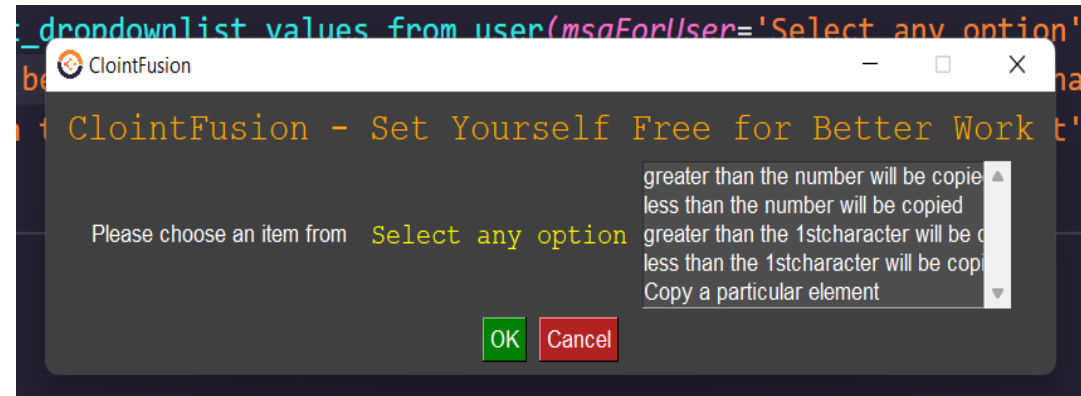 t_dropdownlist_values_from_user(msgForUser='Select any option'
be
ClointFusion
ClointFusion - Set Yourself Free for Better Work
t'
greater than the number will be copie
less than the number will be copied
Please choose an item from Select any option
greater than the 1stcharacter will be c
less than the 1stcharacter will be copi
Copy a particular element
OK Cancel